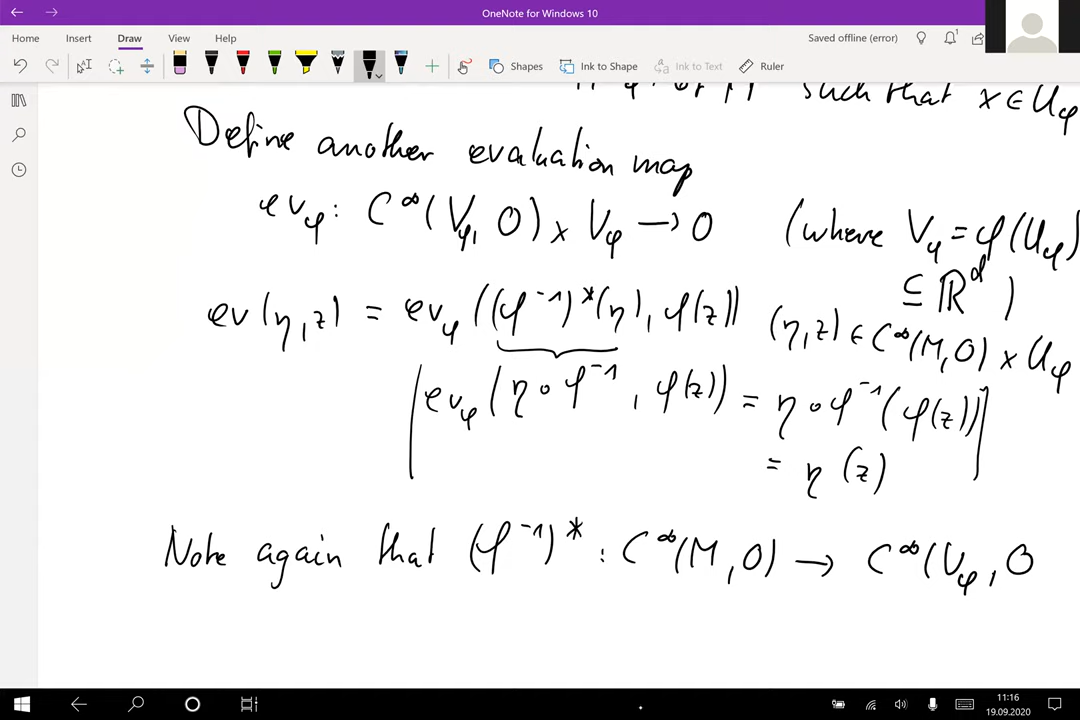 OneNote for Windows 10
Home Insert Draw View Help
Saved offline (error)
Shapes Ink to Shape Ink to Text Ruler
such that x ∈ U_φ
Define another evaluation map
ev_φ : C^∞(V_φ, O) × V_φ → O (where V_φ = φ(U_φ)
⊆ ℝ^d )
ev(η, z) = ev_φ((φ^{-1})*(η), φ(z)) (η, z) ∈ C^∞(M, O) × U_φ
ev_φ(η ∘ φ^{-1}, φ(z)) = η ∘ φ^{-1}(φ(z))
= η(z)
Note again that (φ^{-1})* : C^∞(M, O) → C^∞(V_φ, O
11:16
19.09.2020